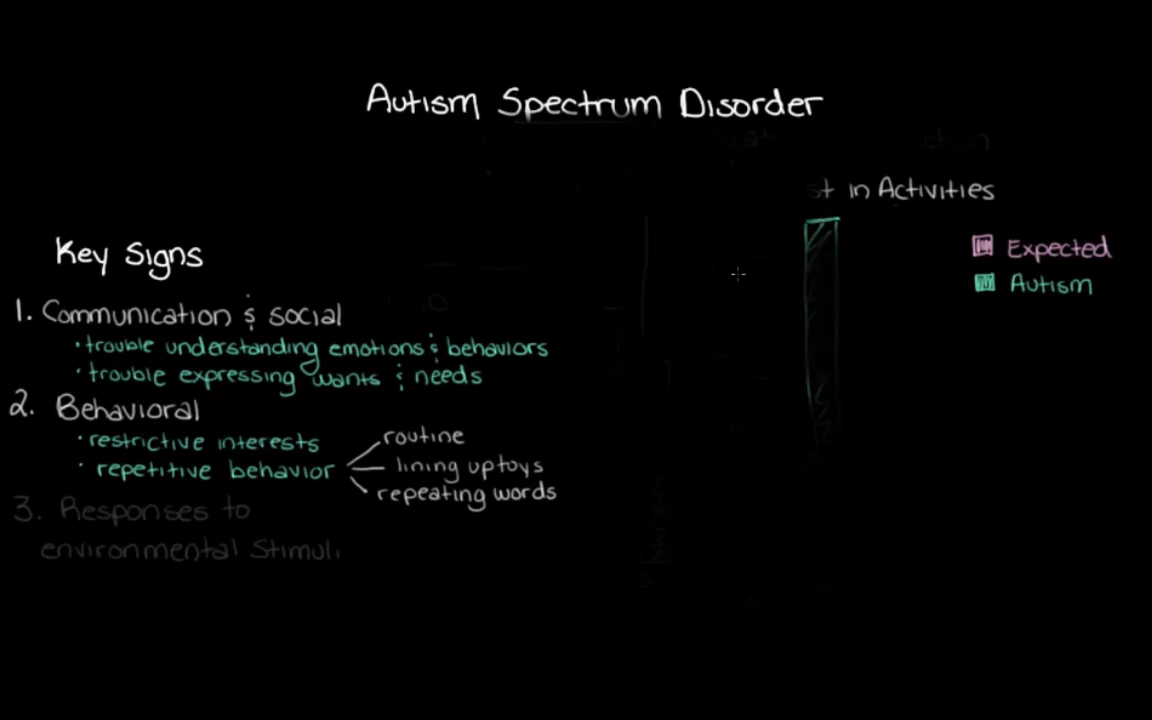 Autism Spectrum Disorder
in Activities
Expected
Autism
Key Signs
1. Communication & social
• trouble understanding emotions & behaviors
• trouble expressing wants & needs
2. Behavioral
• restrictive interests
• repetitive behavior
routine
lining up toys
repeating words
3. Responses to
environmental stimuli